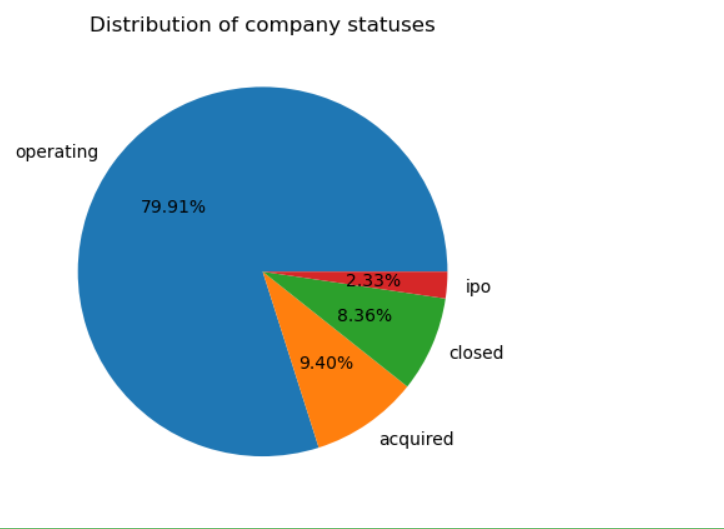 Distribution of company statuses
operating
79.91%
2.33%
ipo
8.36%
closed
9.40%
acquired